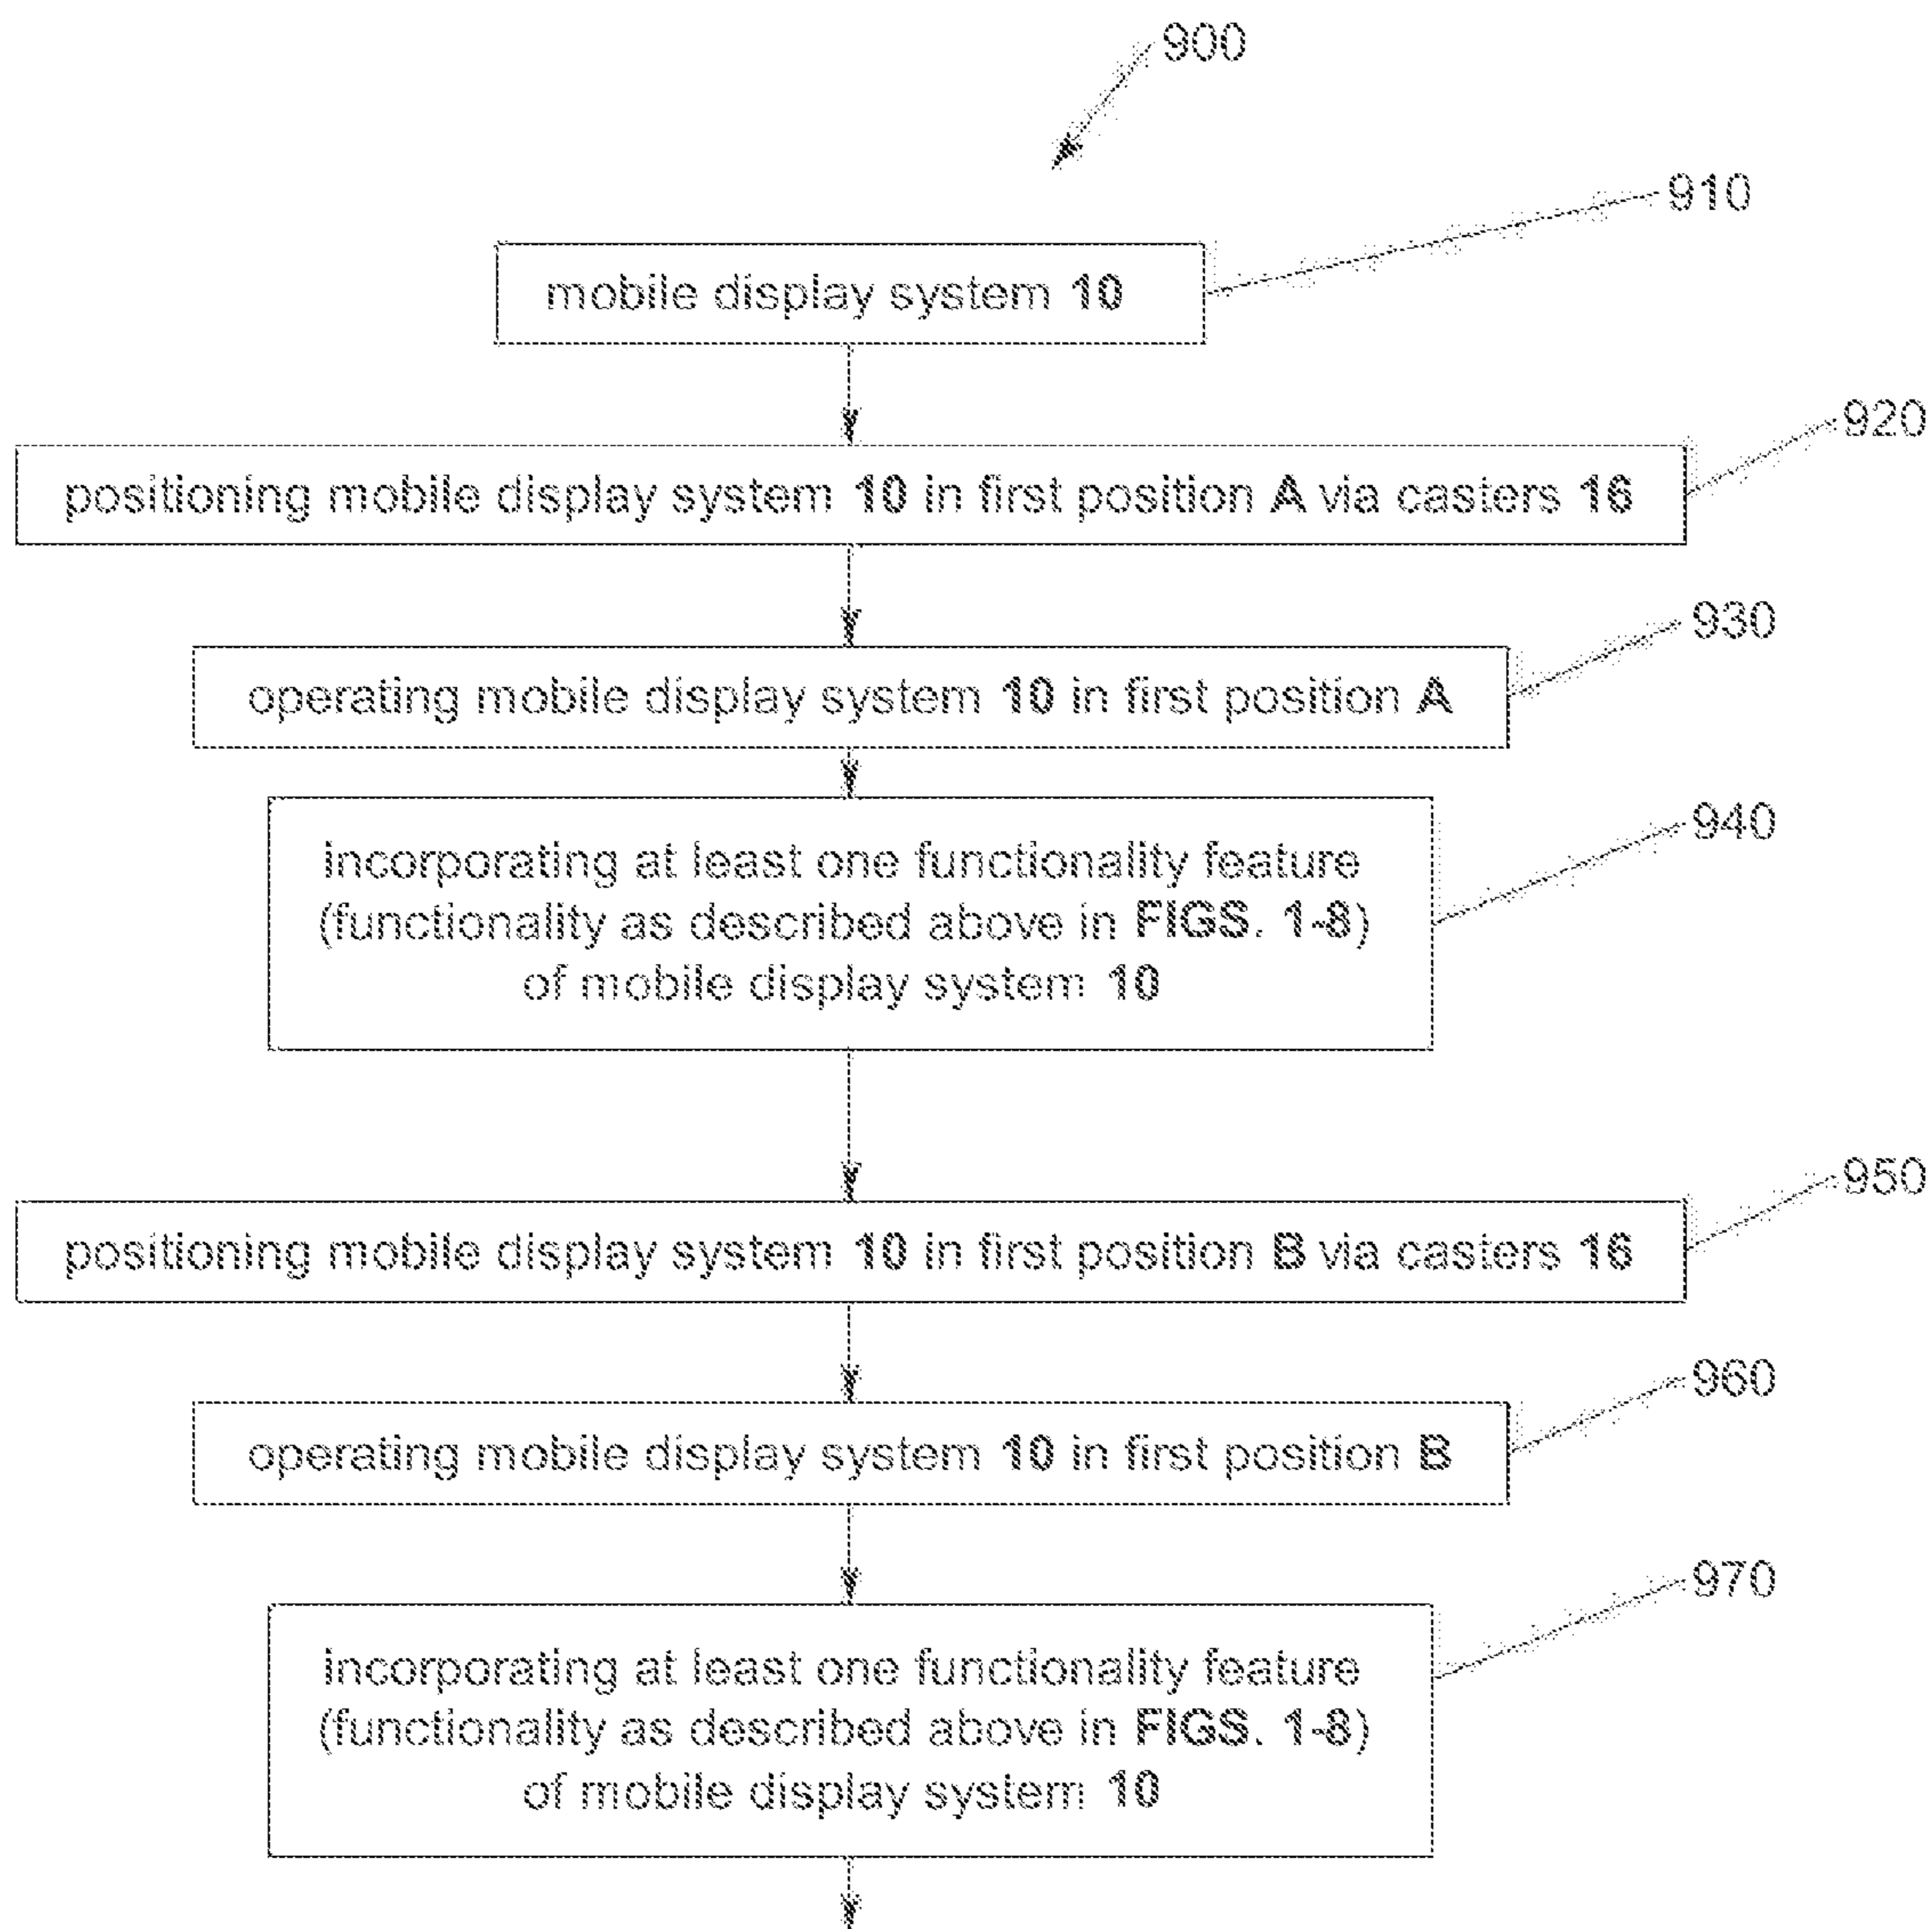 900
910
mobile display system 10
920
positioning mobile display system 10 in first position A via casters 16
930
operating mobile display system 10 in first position A
940
incorporating at least one functionality feature
(functionality as described above in FIGS. 1-8)
of mobile display system 10
950
positioning mobile display system 10 in first position B via casters 16
960
operating mobile display system 10 in first position B
970
incorporating at least one functionality feature
(functionality as described above in FIGS. 1-8)
of mobile display system 10